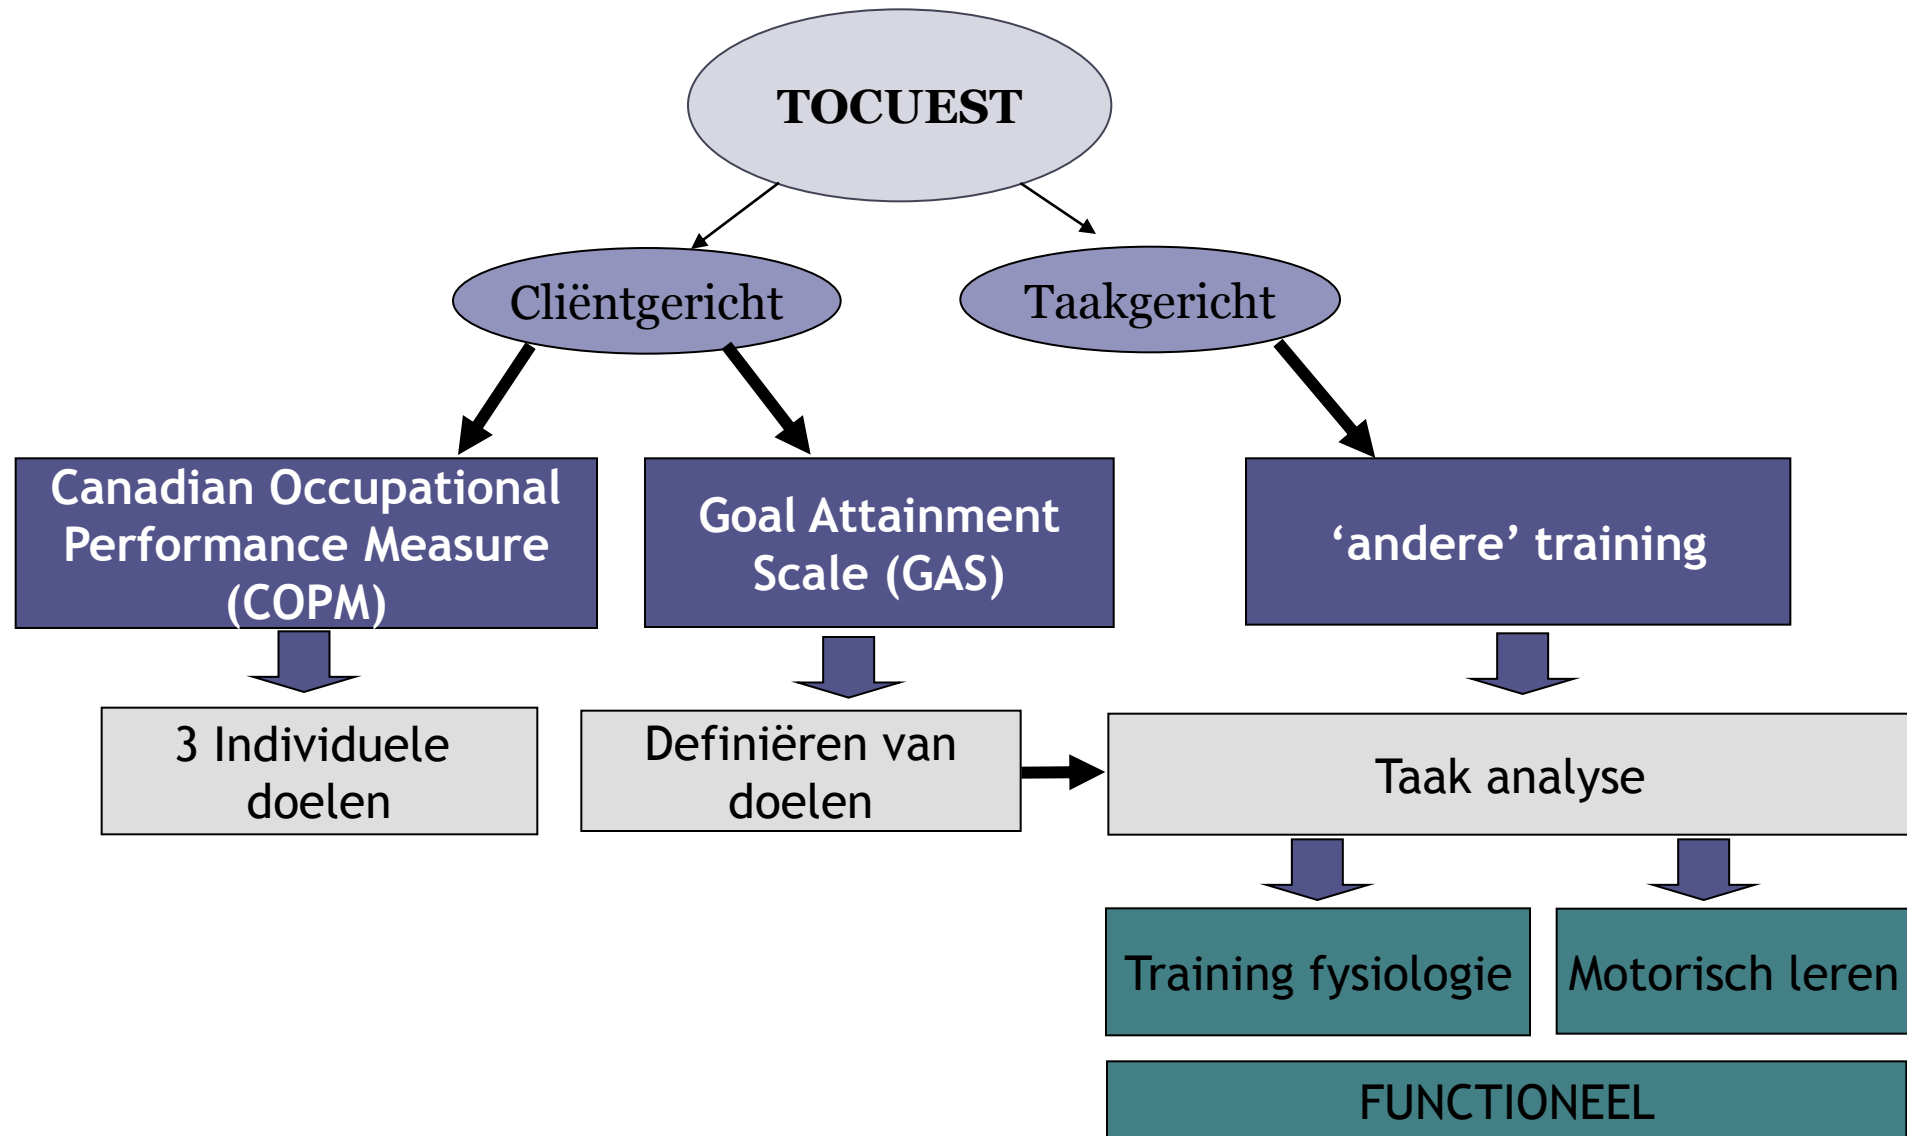 TOCUEST
Cliëntgericht
Taakgericht
Canadian Occupational
Performance Measure
(COPM)
Goal Attainment
Scale (GAS)
‘andere’ training
3 Individuele
doelen
Definiëren van
doelen
Taak analyse
Training fysiologie
Motorisch leren
FUNCTIONEEL